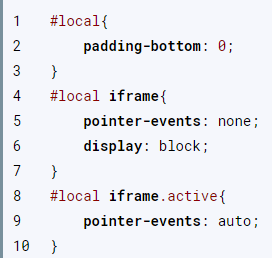 1 #local{
2     padding-bottom: 0;
3 }
4 #local iframe{
5     pointer-events: none;
6     display: block;
7 }
8 #local iframe.active{
9     pointer-events: auto;
10 }